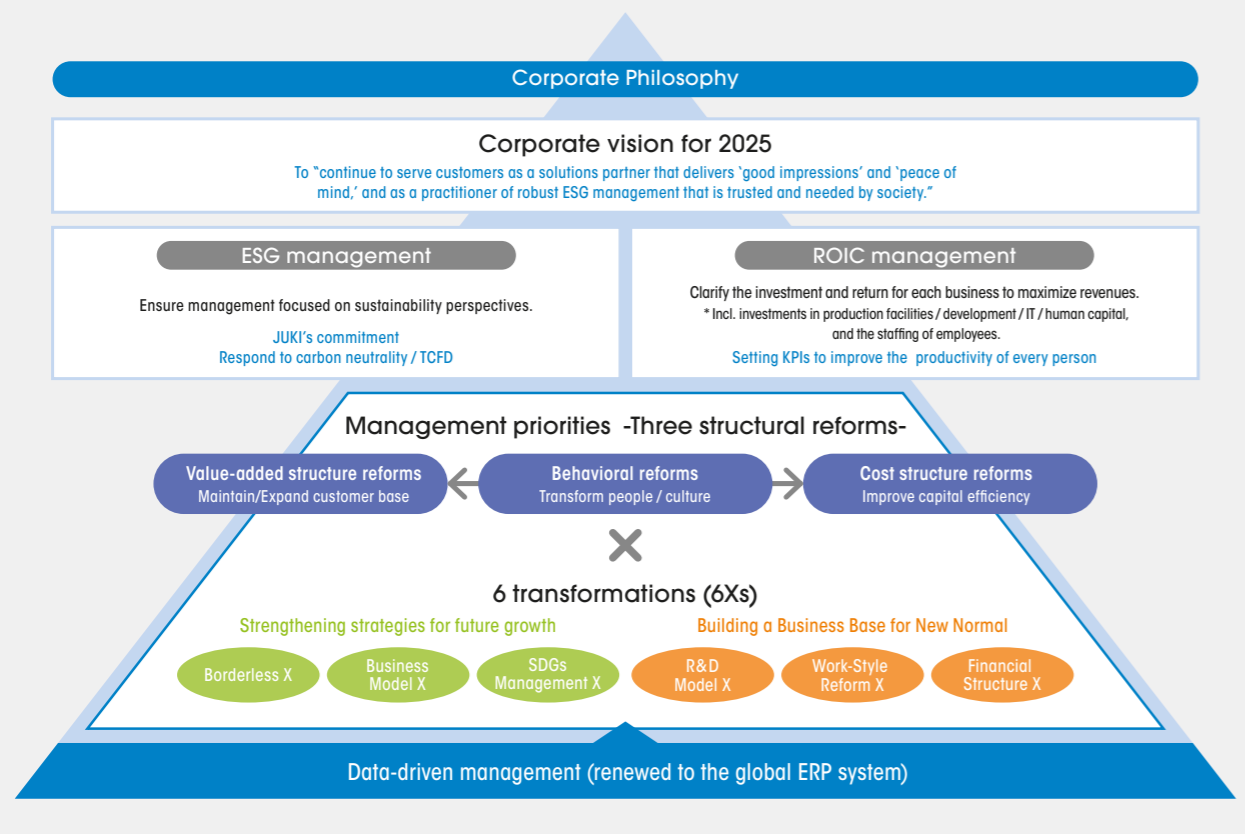 Corporate Philosophy
Corporate vision for 2025
To “continue to serve customers as a solutions partner that delivers ‘good impressions’ and ‘peace of
mind,’ and as a practitioner of robust ESG management that is trusted and needed by society.”
ESG management
Ensure management focused on sustainability perspectives.
JUKI’s commitment
Respond to carbon neutrality / TCFD
ROIC management
Clarify the investment and return for each business to maximize revenues.
* Incl. investments in production facilities / development / IT / human capital,
and the staffing of employees.
Setting KPIs to improve the productivity of every person
Management priorities -Three structural reforms-
Value-added structure reforms
Maintain/Expand customer base
Behavioral reforms
Transform people / culture
Cost structure reforms
Improve capital efficiency
6 transformations (6Xs)
Strengthening strategies for future growth
Borderless X
Business
Model X
SDGs
Management X
Building a Business Base for New Normal
R&D
Model X
Work-Style
Reform X
Financial
Structure X
Data-driven management (renewed to the global ERP system)